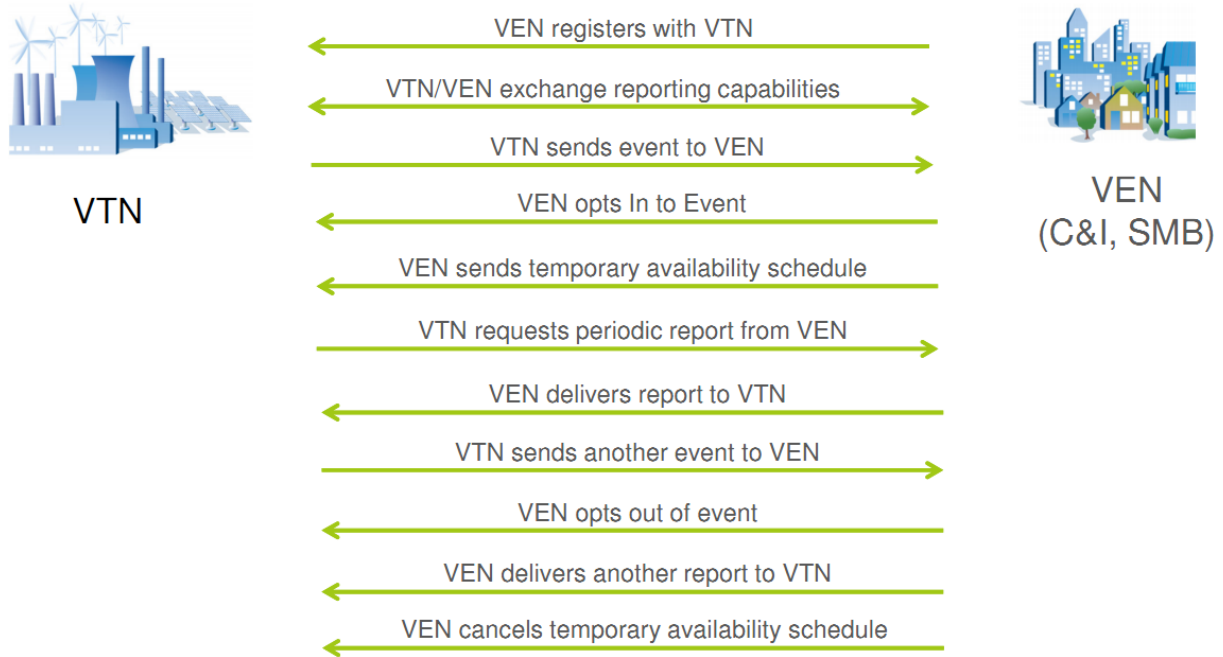 VEN registers with VTN
VTN/VEN exchange reporting capabilities
VTN sends event to VEN
VTN
VEN
(C&I, SMB)
VEN opts In to Event
VEN sends temporary availability schedule
VTN requests periodic report from VEN
VEN delivers report to VTN
VTN sends another event to VEN
VEN opts out of event
VEN delivers another report to VTN
VEN cancels temporary availability schedule